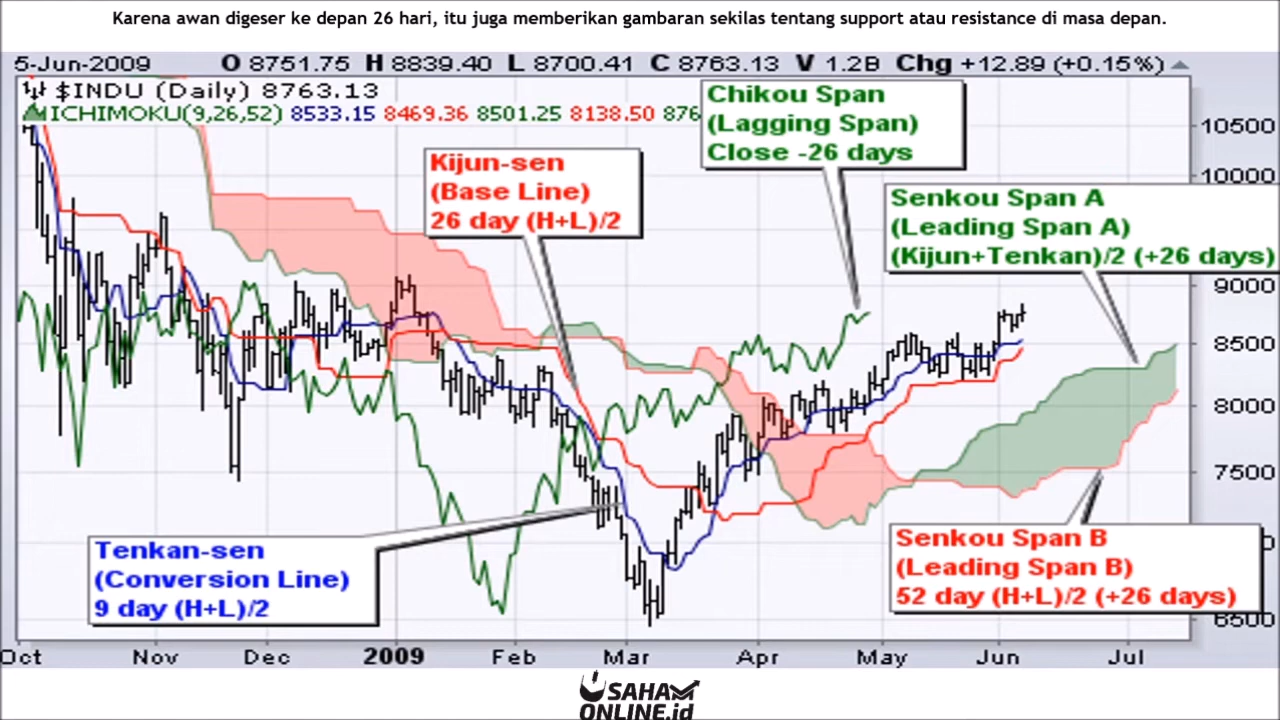 Karena awan digeser ke depan 26 hari, itu juga memberikan gambaran sekilas tentang support atau resistance di masa depan.
5-Jun-2009 O 8751.75 H 8839.40 L 8700.41 C 8763.13 V 1.2B Chg +12.89 (+0.15%)
$INDU (Daily) 8763.13
ICHIMOKU(9,26,52) 8533.15 8469.36 8501.25 8138.50 876
Chikou Span
(Lagging Span)
Close -26 days
Kijun-sen
(Base Line)
26 day (H+L)/2
Senkou Span A
(Leading Span A)
(Kijun+Tenkan)/2 (+26 days)
10500
10000
9000
8500
8000
7500
Tenkan-sen
(Conversion Line)
9 day (H+L)/2
Senkou Span B
(Leading Span B)
52 day (H+L)/2 (+26 days)
Oct Nov Dec 2009 Feb Mar Apr May Jun Jul
SAHAM
ONLINE.id